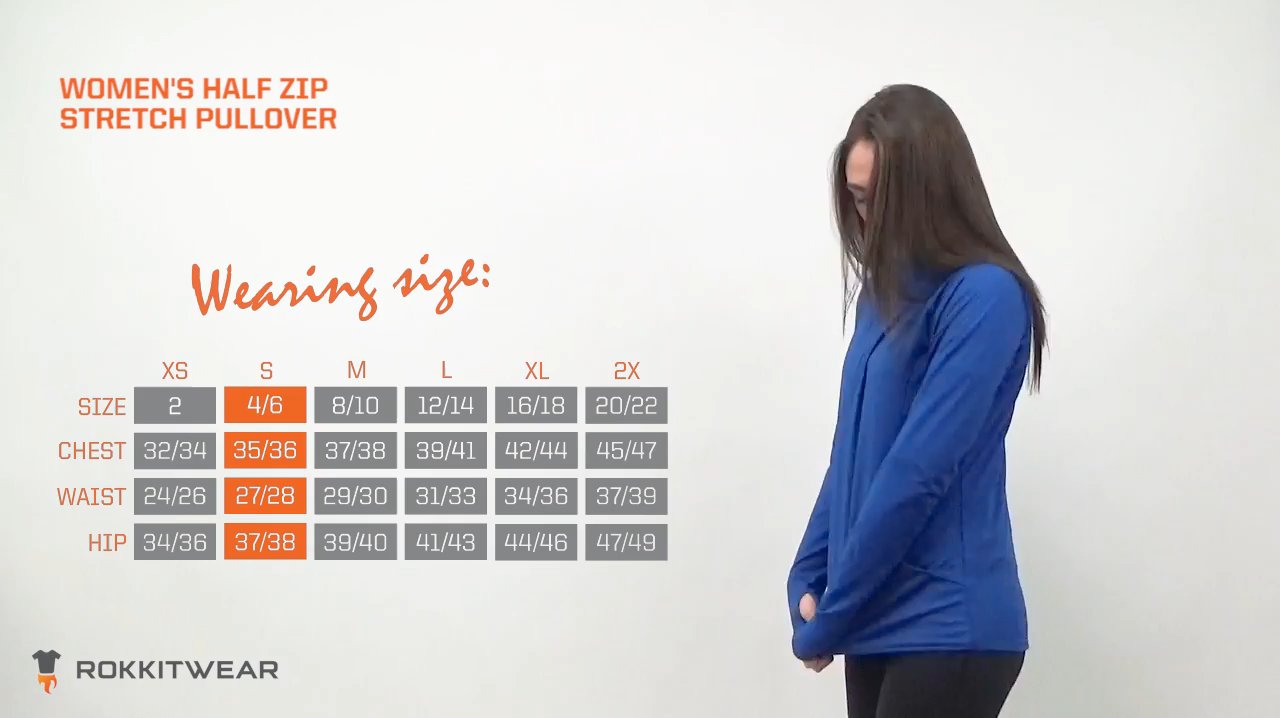 WOMEN'S HALF ZIP
STRETCH PULLOVER
Wearing size:
XS S M L XL 2X
SIZE 2 4/6 8/10 12/14 16/18 20/22
CHEST 32/34 35/36 37/38 39/41 42/44 45/47
WAIST 24/26 27/28 29/30 31/33 34/36 37/39
HIP 34/36 37/38 39/40 41/43 44/46 47/49
ROKKITWEAR